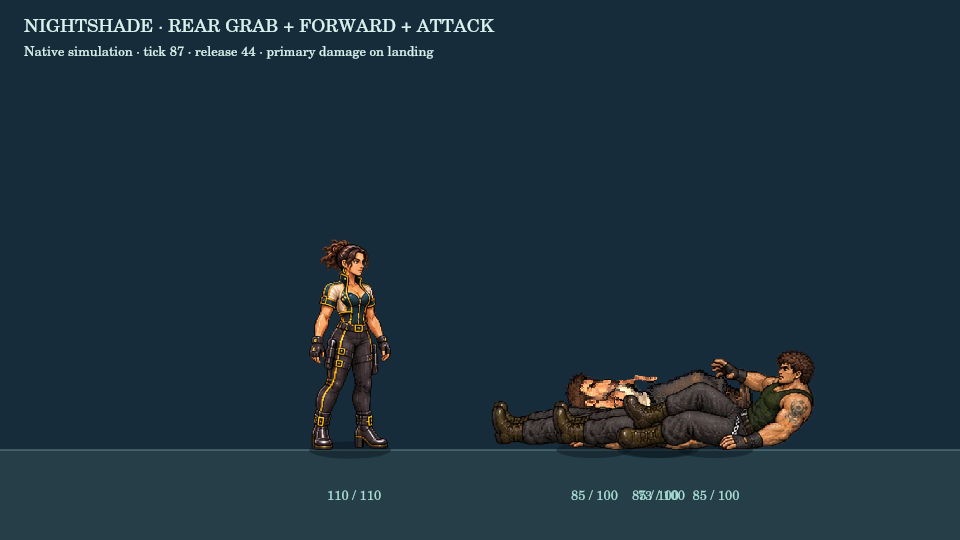 NIGHTSHADE · REAR GRAB + FORWARD + ATTACK
Native simulation · tick 87 · release 44 · primary damage on landing
110 / 110 85 / 100 85 / 100